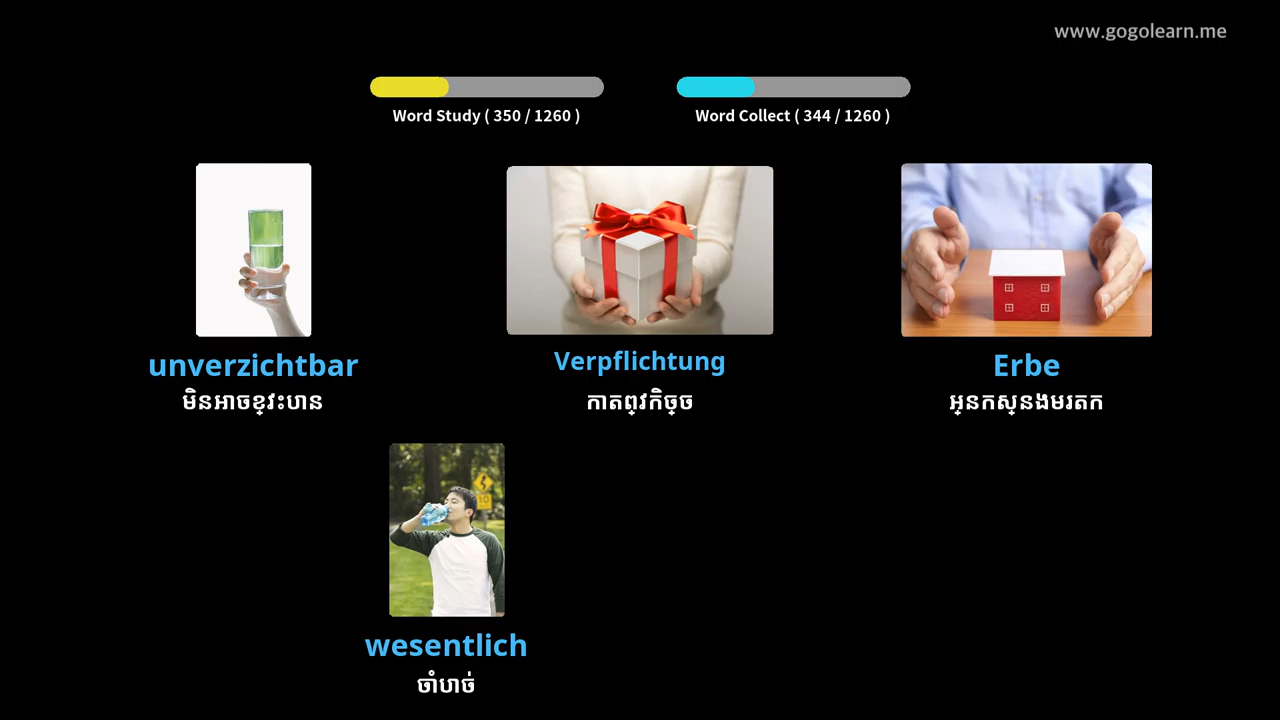 www.gogolearn.me
Word Study ( 350 / 1260 )
Word Collect ( 344 / 1260 )
unverzichtbar
មិនអាចខ្វះបាន
Verpflichtung
កាតព្វកិច្ច
Erbe
អ្នកស្នងមរតក
wesentlich
ចាំបាច់